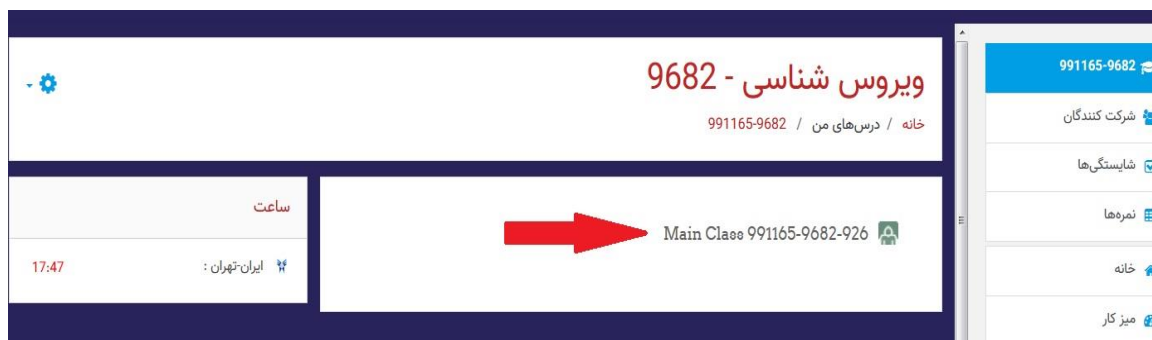 991165-9682
شرکت کنندگان
شایستگی‌ها
نمره‌ها
خانه
میز کار
ویروس شناسی - 9682
خانه / درس‌های من / 991165-9682
Main Class 991165-9682-926
ساعت
ایران-تهران : 17:47